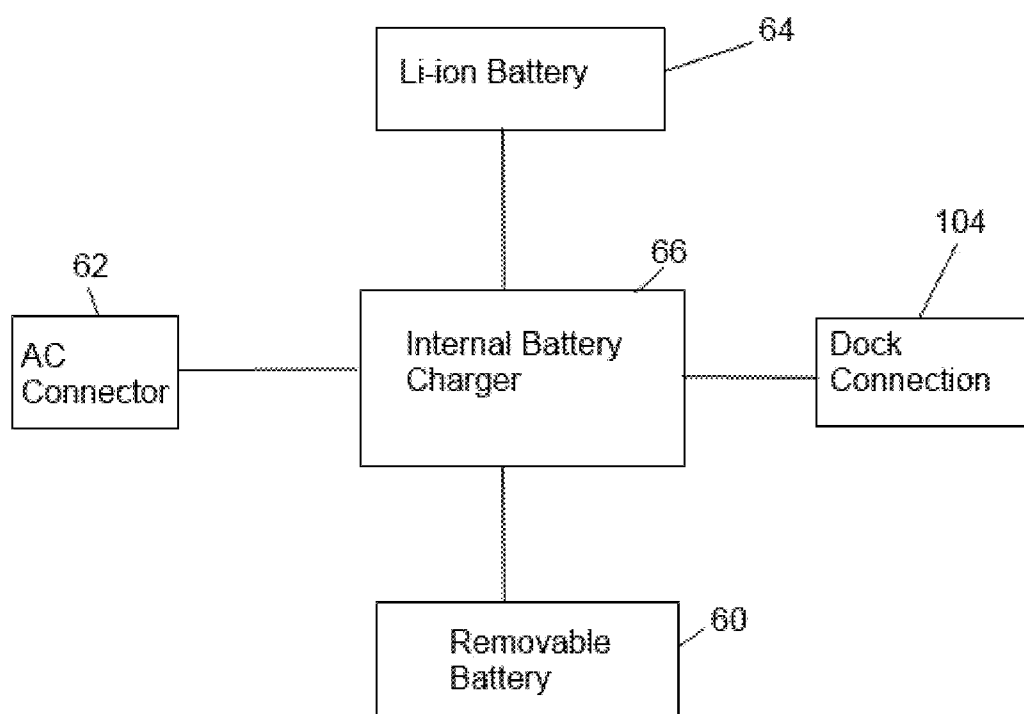 64
Li-ion Battery
104
66
62
Internal Battery
Charger
AC
Connector
Dock
Connection
60
Removable
Battery